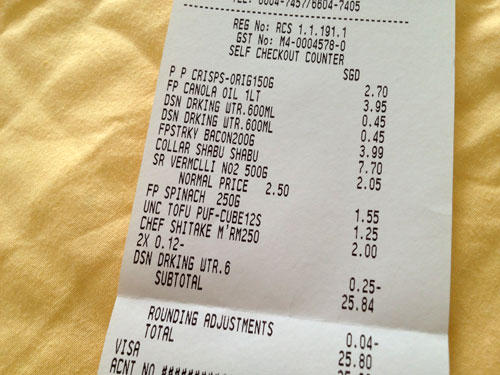 TEL: 6604-7457/6604-7405
REG No: RCS 1.1.191.1
GST No: M4-0004578-0
SELF CHECKOUT COUNTER
SGD
P P CRISPS-ORIG150G 2.70
FP CANOLA OIL 1LT 3.95
DSN DRKING WTR.600ML 0.45
DSN DRKING WTR.600ML 0.45
FPSTRKY BACON200G 3.99
COLLAR SHABU SHABU 7.70
SR VERMCLLI NO2 500G 2.05
NORMAL PRICE 2.50
FP SPINACH 250G 1.55
UNC TOFU PUF-CUBE12S 1.25
CHEF SHITAKE M'RM250 2.00
2X 0.12-
DSN DRKING WTR.6 0.25-
SUBTOTAL 25.84
ROUNDING ADJUSTMENTS 0.04-
TOTAL 25.80
VISA
ACNT NO